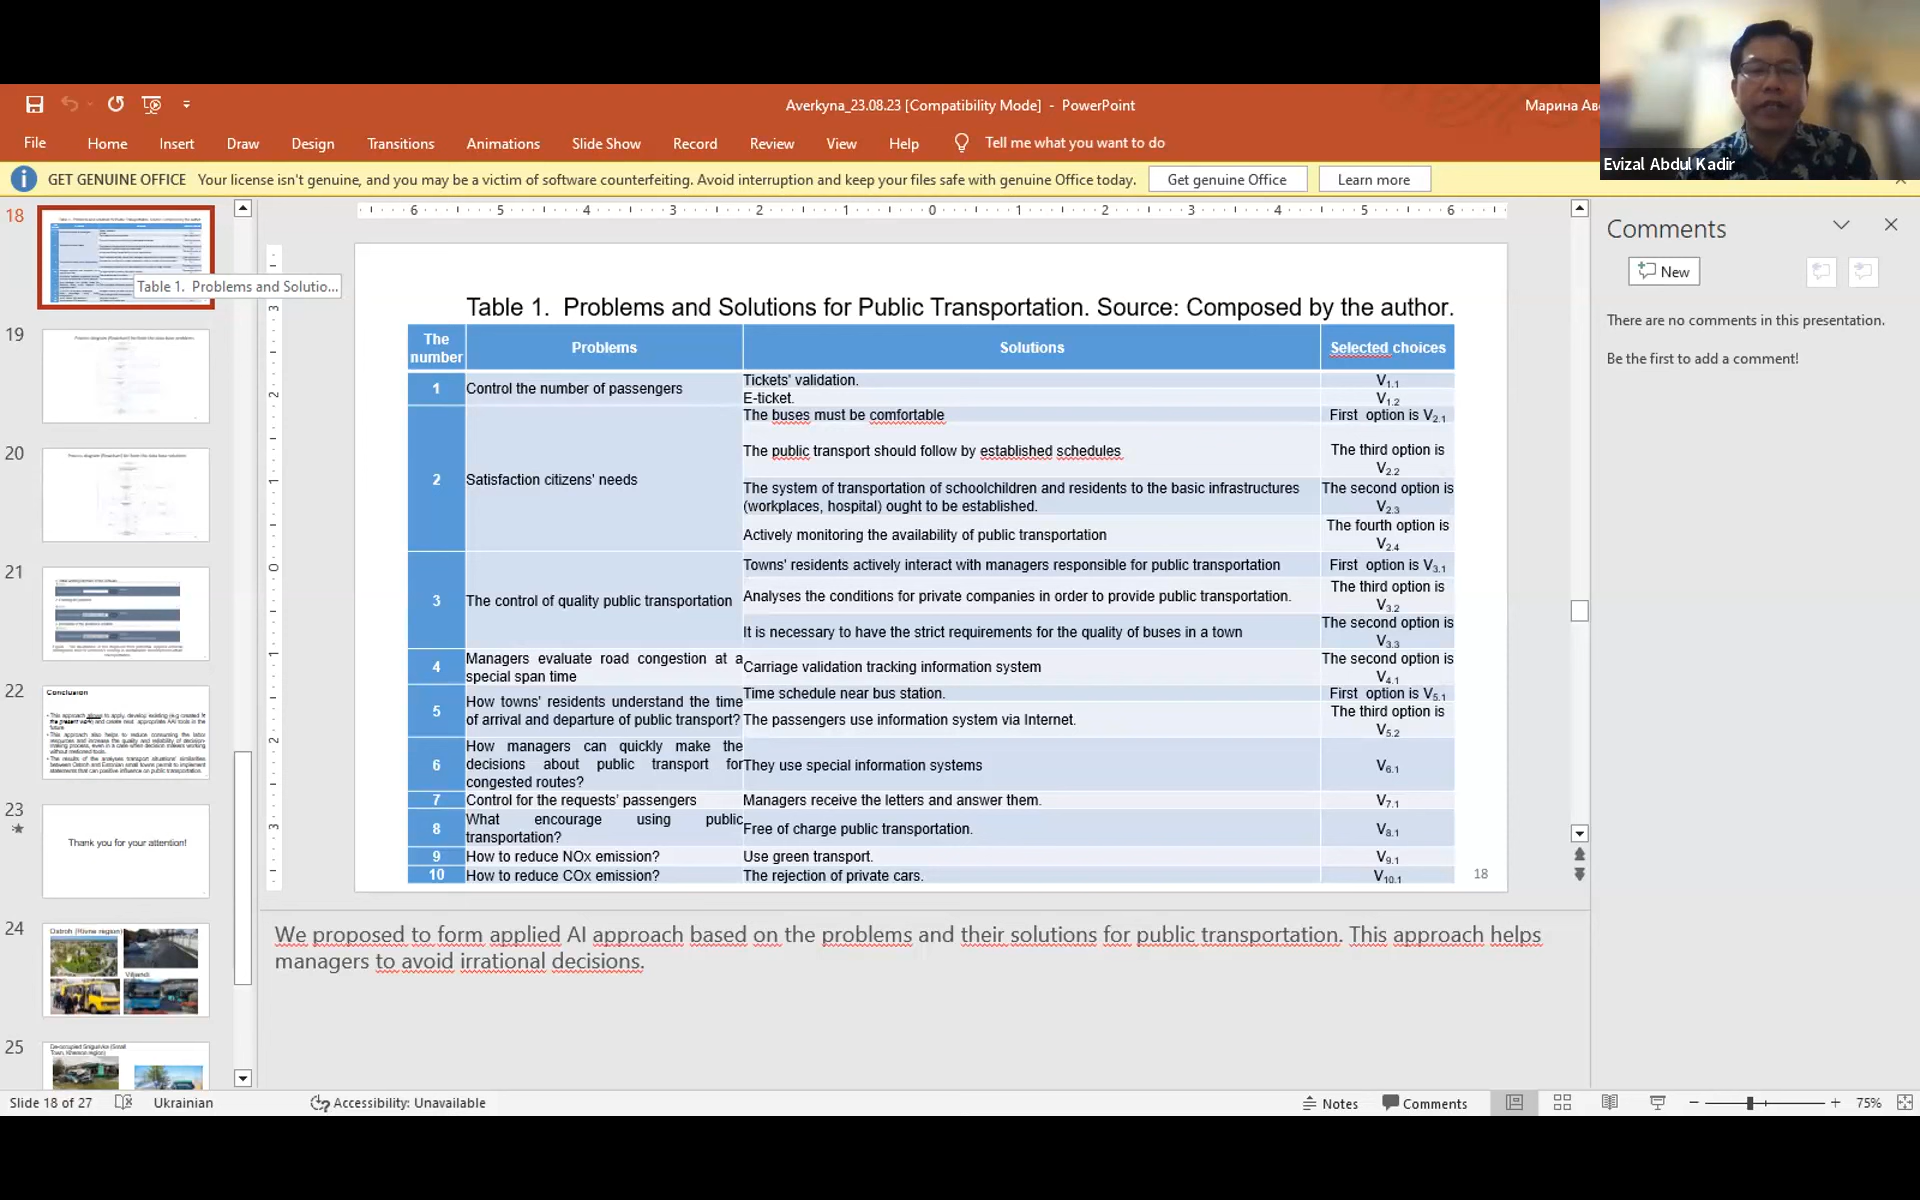 Averkyna_23.08.23 [Compatibility Mode] - PowerPoint
Марина Аве
Evizal Abdul Kadir
File Home Insert Draw Design Transitions Animations Slide Show Record Review View Help Tell me what you want to do
GET GENUINE OFFICE Your license isn't genuine, and you may be a victim of software counterfeiting. Avoid interruption and keep your files safe with genuine Office today. Get genuine Office Learn more
18
Table 1. Problems and Solutio...
19
20
21
22
Conclusion
23
Thank you for your attention!
24
Ostroh (Rivne region)
Viljandi
25
Table 1. Problems and Solutions for Public Transportation. Source: Composed by the author.
The number Problems Solutions Selected choices
1 Control the number of passengers Tickets' validation. V1.1
E-ticket. V1.2
2 Satisfaction citizens' needs The buses must be comfortable First option is V2.1
The public transport should follow by established schedules The third option is V2.2
The system of transportation of schoolchildren and residents to the basic infrastructures The second option is
(workplaces, hospital) ought to be established. V2.3
Actively monitoring the availability of public transportation The fourth option is V2.4
3 The control of quality public transportation Towns' residents actively interact with managers responsible for public transportation First option is V3.1
Analyses the conditions for private companies in order to provide public transportation. The third option is V3.2
It is necessary to have the strict requirements for the quality of buses in a town The second option is V3.3
4 Managers evaluate road congestion at a special span time Carriage validation tracking information system The second option is V4.1
5 How towns' residents understand the time of arrival and departure of public transport? Time schedule near bus station. First option is V5.1
The passengers use information system via Internet. The third option is V5.2
6 How managers can quickly make the decisions about public transport for congested routes? They use special information systems V6.1
7 Control for the requests' passengers Managers receive the letters and answer them. V7.1
8 What encourage using public transportation? Free of charge public transportation. V8.1
9 How to reduce NOx emission? Use green transport. V9.1
10 How to reduce COx emission? The rejection of private cars. V10.1
18
We proposed to form applied AI approach based on the problems and their solutions for public transportation. This approach helps
managers to avoid irrational decisions.
Comments
New
There are no comments in this presentation.
Be the first to add a comment!
Slide 18 of 27 Ukrainian Accessibility: Unavailable Notes Comments 75%